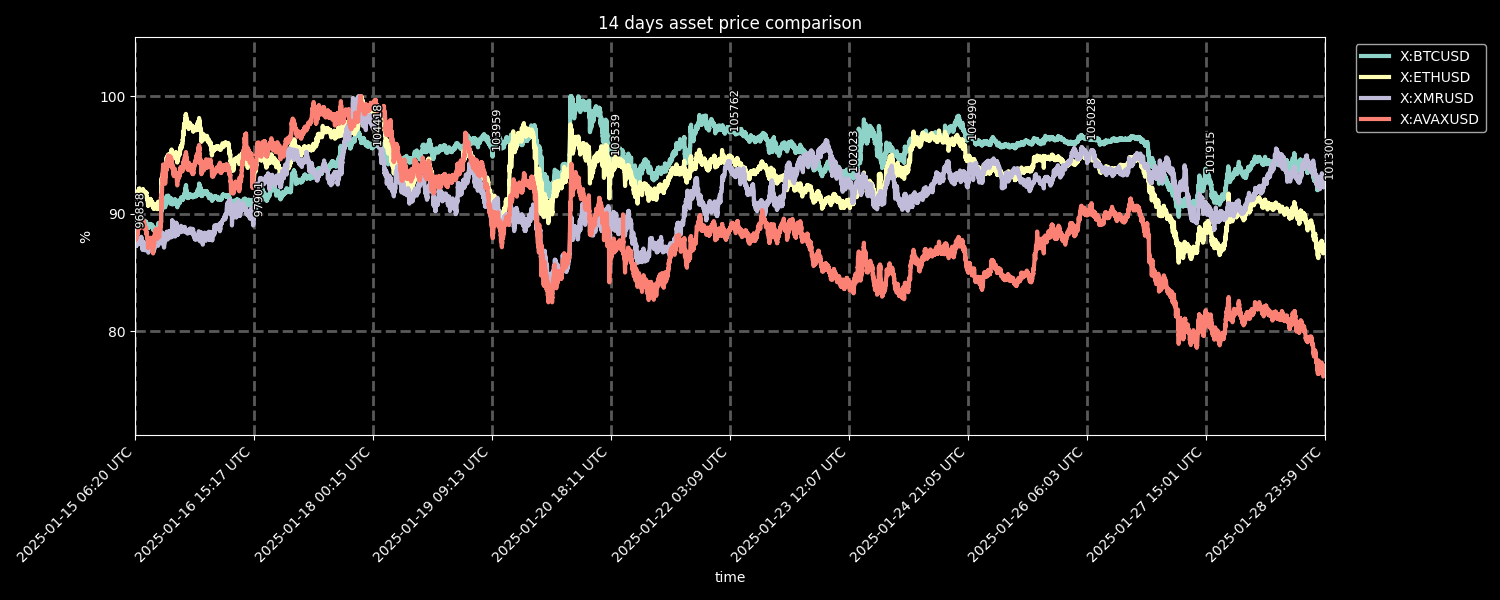 14 days asset price comparison
X:BTCUSD
X:ETHUSD
X:XMRUSD
X:AVAXUSD
100
90
80
%
96858
97901
104418
103959
103539
105762
102023
104990
105028
101915
101300
2025-01-15 06:20 UTC
2025-01-16 15:17 UTC
2025-01-18 00:15 UTC
2025-01-19 09:13 UTC
2025-01-20 18:11 UTC
2025-01-22 03:09 UTC
2025-01-23 12:07 UTC
2025-01-24 21:05 UTC
2025-01-26 06:03 UTC
2025-01-27 15:01 UTC
2025-01-28 23:59 UTC
time